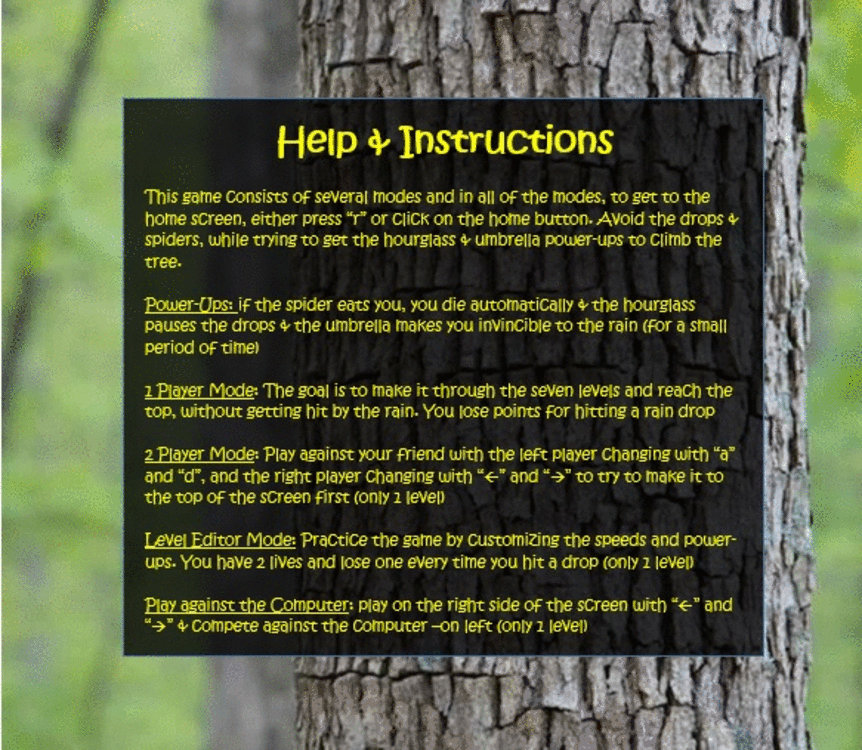 Help & Instructions
This game consists of several modes and in all of the modes, to get to the
home screen, either press “r” or click on the home button. Avoid the drops &
spiders, while trying to get the hourglass & umbrella power-ups to climb the
tree.
Power-Ups: if the spider eats you, you die automatically & the hourglass
pauses the drops & the umbrella makes you invincible to the rain (for a small
period of time)
1 Player Mode: The goal is to make it through the seven levels and reach the
top, without getting hit by the rain. You lose points for hitting a rain drop
2 Player Mode: Play against your friend with the left player changing with “a”
and “d”, and the right player changing with “←” and “→” to try to make it to
the top of the screen first (only 1 level)
Level Editor Mode: Practice the game by customizing the speeds and power-
ups. You have 2 lives and lose one every time you hit a drop (only 1 level)
Play against the Computer: play on the right side of the screen with “←” and
“→” & compete against the computer –on left (only 1 level)